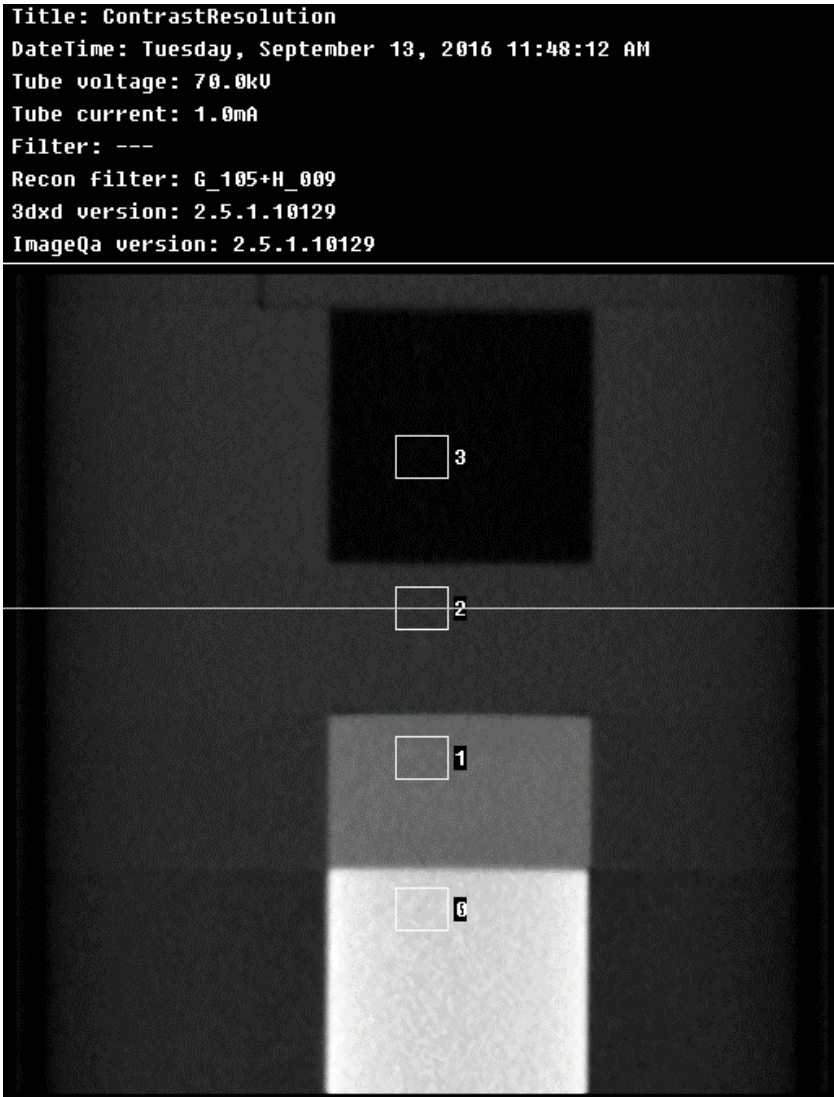 Title: ContrastResolution
DateTime: Tuesday, September 13, 2016 11:48:12 AM
Tube voltage: 70.0kV
Tube current: 1.0mA
Filter: ---
Recon filter: G_105+H_009
3dxd version: 2.5.1.10129
ImageQa version: 2.5.1.10129
3
2
1
0